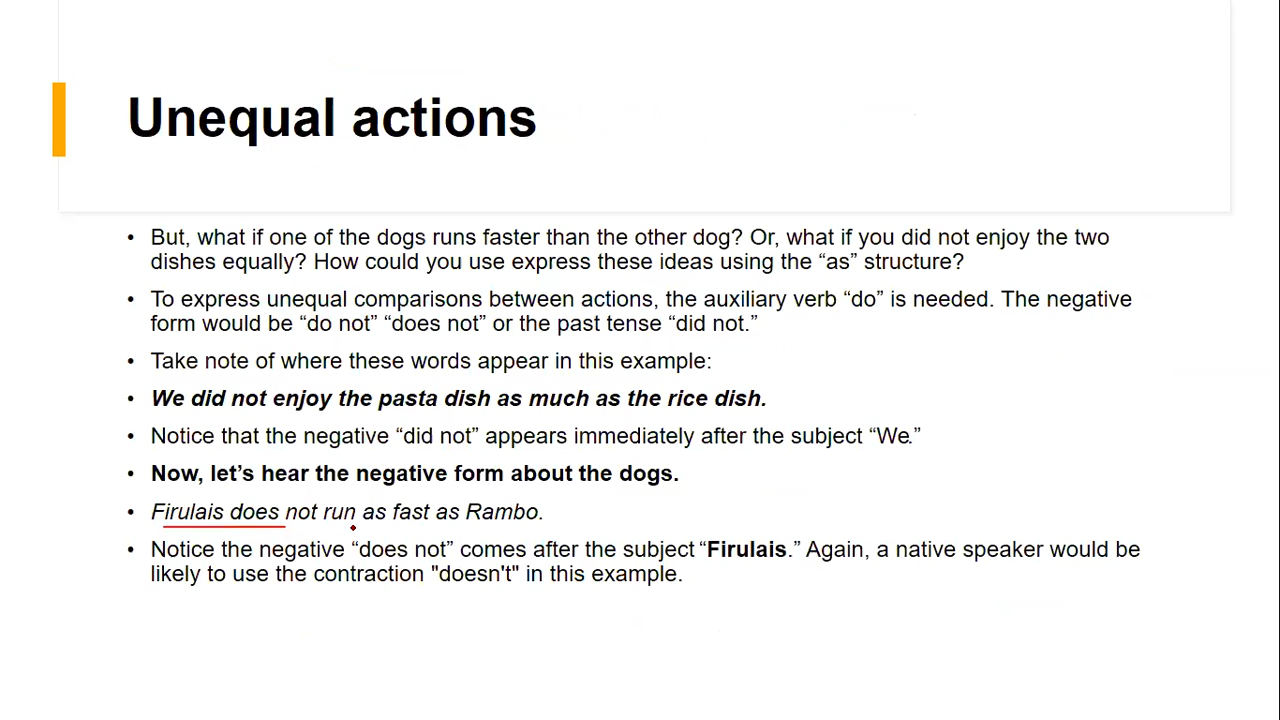 Unequal actions
• But, what if one of the dogs runs faster than the other dog? Or, what if you did not enjoy the two
dishes equally? How could you use express these ideas using the “as” structure?
• To express unequal comparisons between actions, the auxiliary verb “do” is needed. The negative
form would be “do not” “does not” or the past tense “did not.”
• Take note of where these words appear in this example:
• We did not enjoy the pasta dish as much as the rice dish.
• Notice that the negative “did not” appears immediately after the subject “We.”
• Now, let’s hear the negative form about the dogs.
• Firulais does not run as fast as Rambo.
• Notice the negative “does not” comes after the subject “Firulais.” Again, a native speaker would be
likely to use the contraction "doesn't" in this example.